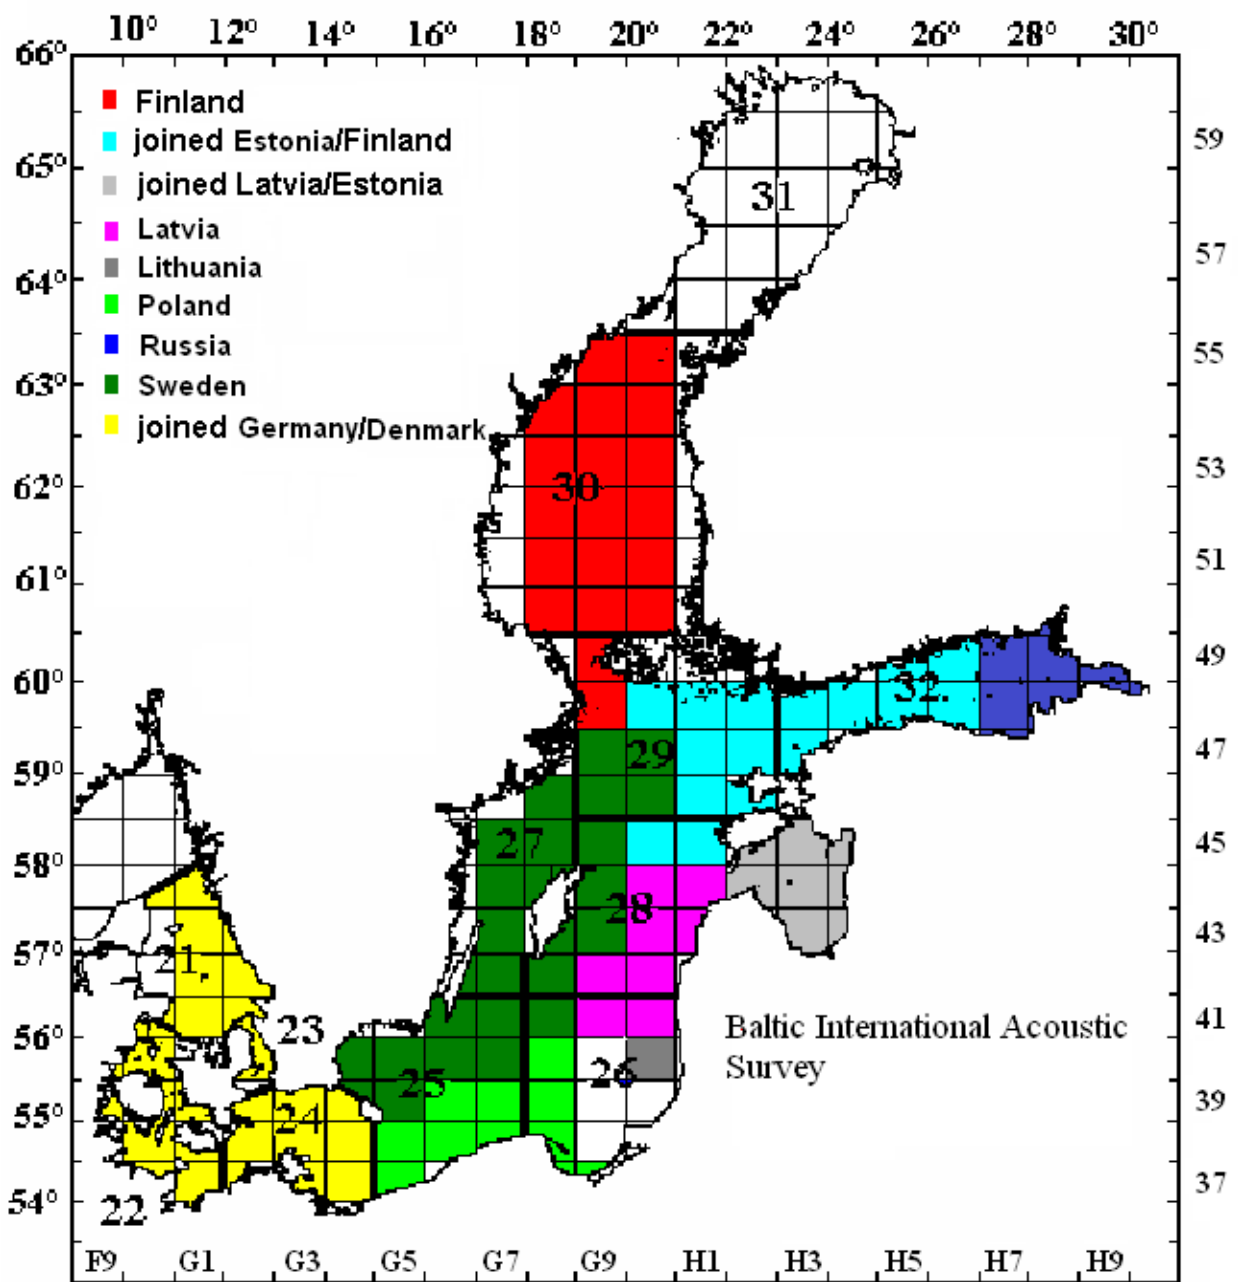 10° 12° 14° 16° 18° 20° 22° 24° 26° 28° 30°
66°
Finland
joined Estonia/Finland
59
65°
joined Latvia/Estonia
31
Latvia
57
Lithuania
64°
Poland
Russia
55
63°
Sweden
joined Germany/Denmark
53
62°
30
51
61°
49
60°
32
47
29
59°
27
45
58°
28
43
57°
21
41
56°
23
Baltic International Acoustic
Survey
26
25
39
55°
24
37
54°
22
F9 G1 G3 G5 G7 G9 H1 H3 H5 H7 H9